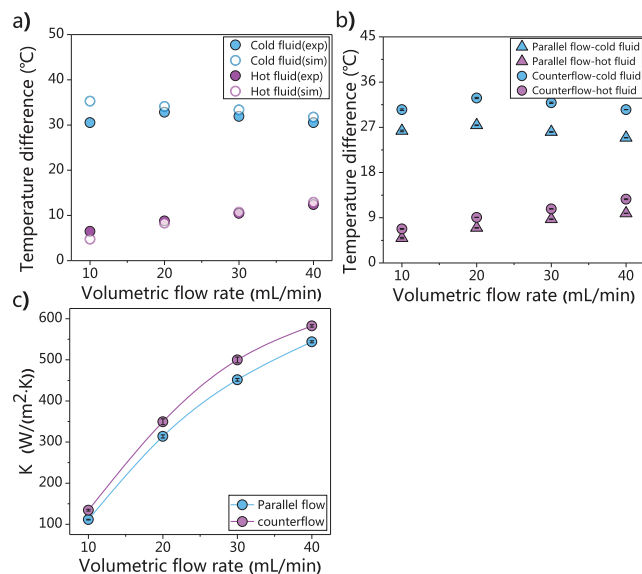 a)
50
40
30
20
10
0
Temperature difference (℃)
Cold fluid(exp)
Cold fluid(sim)
Hot fluid(exp)
Hot fluid(sim)
10 20 30 40
Volumetric flow rate (mL/min)
b)
45
36
27
18
9
0
Temperature difference (℃)
Parallel flow-cold fluid
Parallel flow-hot fluid
Counterflow-cold fluid
Counterflow-hot fluid
10 20 30 40
Volumetric flow rate (mL/min)
c)
600
500
400
300
200
100
K (W/(m²·K))
Parallel flow
counterflow
10 20 30 40
Volumetric flow rate (mL/min)